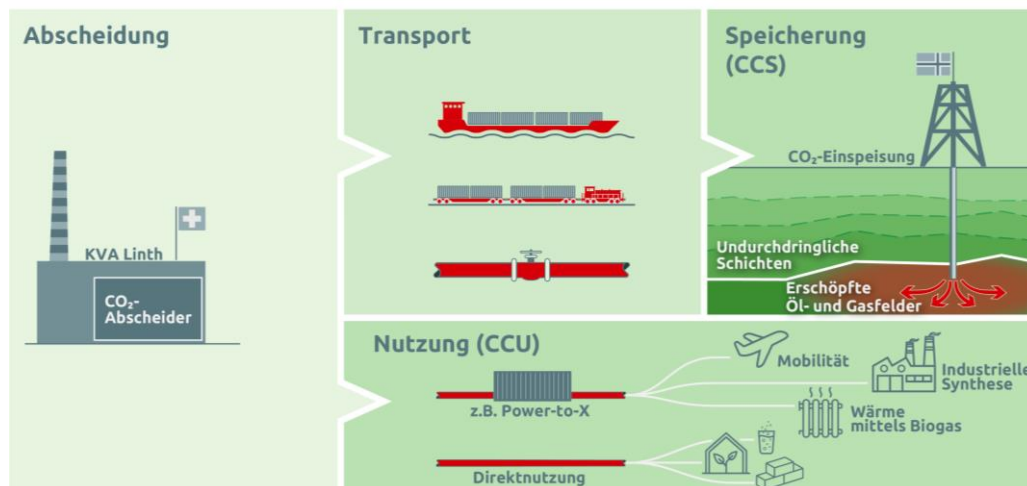 Abscheidung
KVA Linth
CO₂-
Abscheider
Transport
Speicherung
(CCS)
CO₂-Einspeisung
Undurchdringliche
Schichten
Erschöpfte
Öl- und Gasfelder
Nutzung (CCU)
z.B. Power-to-X
Mobilität
Industrielle
Synthese
Wärme
mittels Biogas
Direktnutzung